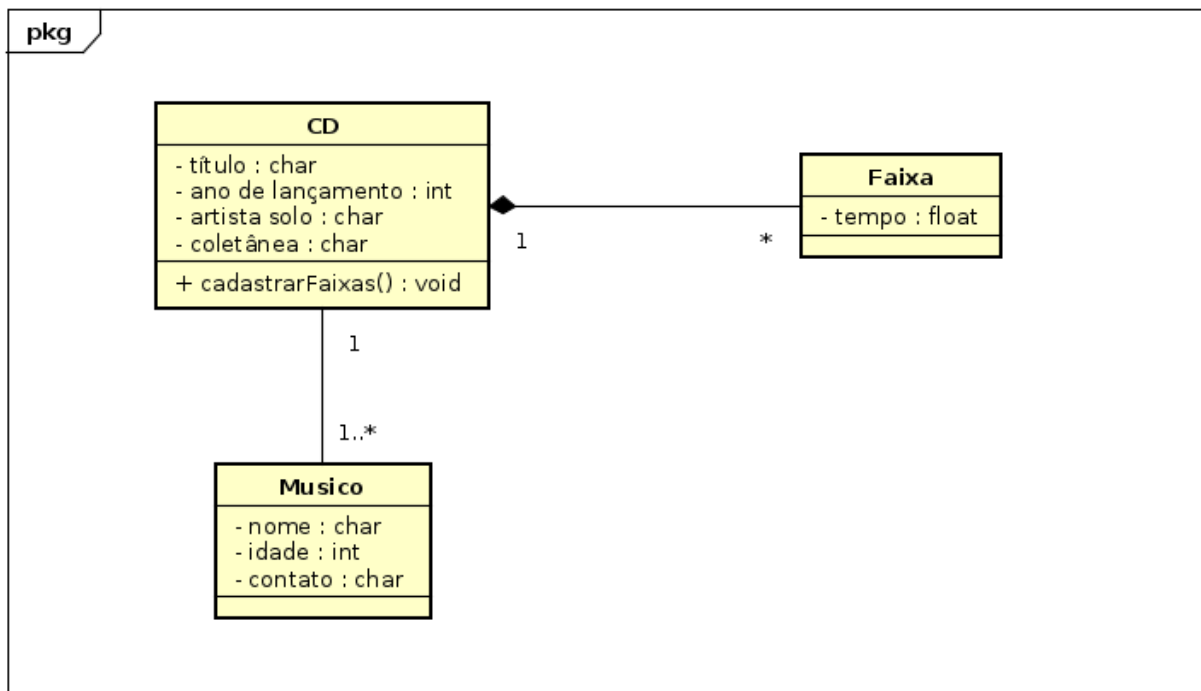 pkg
CD
- título : char
- ano de lançamento : int
- artista solo : char
- coletânea : char
+ cadastrarFaixas() : void
Faixa
- tempo : float
1
*
1
1..*
Musico
- nome : char
- idade : int
- contato : char